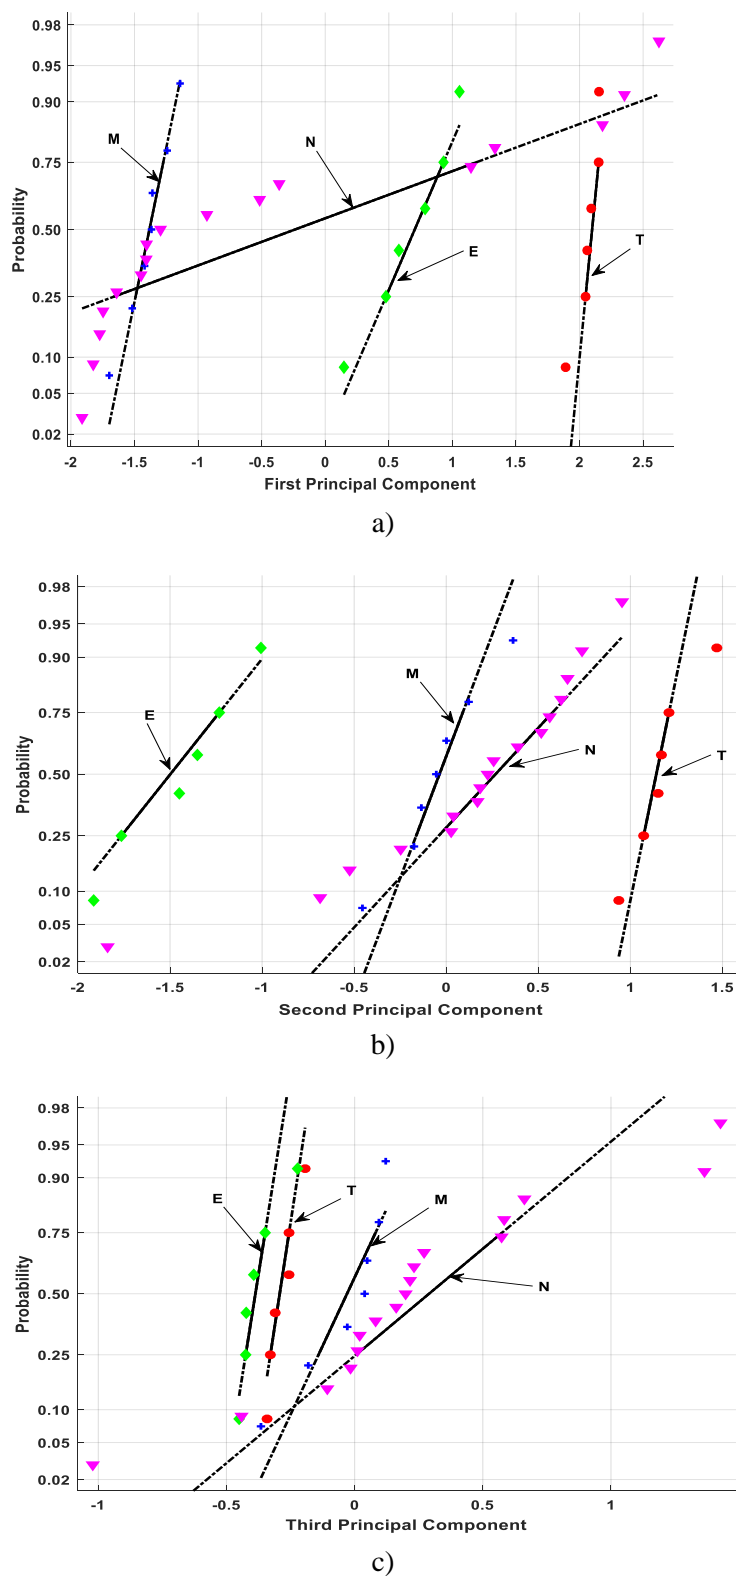 0.98
0.95
0.90
0.75
0.50
0.25
0.10
0.05
0.02
Probability
M
N
E
T
-2 -1.5 -1 -0.5 0 0.5 1 1.5 2 2.5
First Principal Component
a)
0.98
0.95
0.90
0.75
0.50
0.25
0.10
0.05
0.02
Probability
E
M
N
T
-2 -1.5 -1 -0.5 0 0.5 1 1.5
Second Principal Component
b)
0.98
0.95
0.90
0.75
0.50
0.25
0.10
0.05
0.02
Probability
E
T
M
N
-1 -0.5 0 0.5 1
Third Principal Component
c)